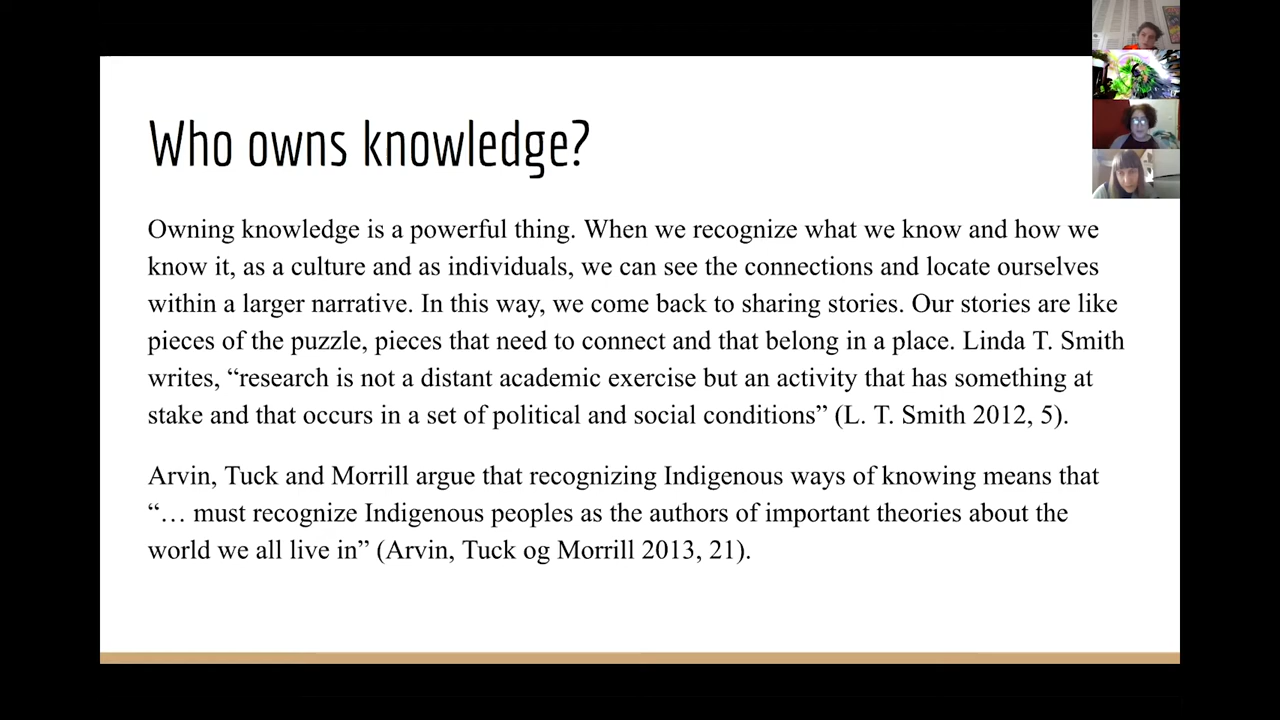 Who owns knowledge?
Owning knowledge is a powerful thing. When we recognize what we know and how we
know it, as a culture and as individuals, we can see the connections and locate ourselves
within a larger narrative. In this way, we come back to sharing stories. Our stories are like
pieces of the puzzle, pieces that need to connect and that belong in a place. Linda T. Smith
writes, “research is not a distant academic exercise but an activity that has something at
stake and that occurs in a set of political and social conditions” (L. T. Smith 2012, 5).
Arvin, Tuck and Morrill argue that recognizing Indigenous ways of knowing means that
“… must recognize Indigenous peoples as the authors of important theories about the
world we all live in” (Arvin, Tuck og Morrill 2013, 21).